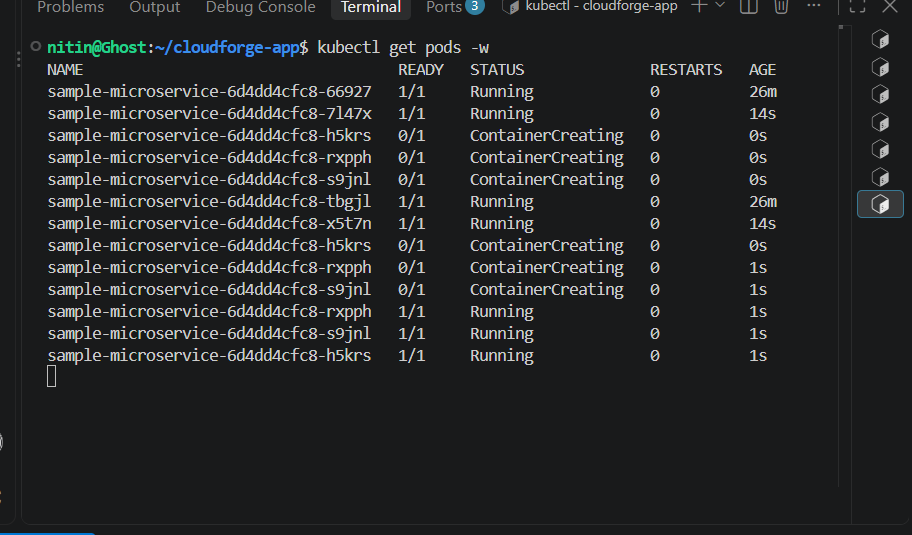 Problems Output Debug Console Terminal Ports 3 kubectl - cloudforge-app
nitin@Ghost:~/cloudforge-app$ kubectl get pods -w
NAME READY STATUS RESTARTS AGE
sample-microservice-6d4dd4cfc8-66927 1/1 Running 0 26m
sample-microservice-6d4dd4cfc8-7l47x 1/1 Running 0 14s
sample-microservice-6d4dd4cfc8-h5krs 0/1 ContainerCreating 0 0s
sample-microservice-6d4dd4cfc8-rxpph 0/1 ContainerCreating 0 0s
sample-microservice-6d4dd4cfc8-s9jnl 0/1 ContainerCreating 0 0s
sample-microservice-6d4dd4cfc8-tbgjl 1/1 Running 0 26m
sample-microservice-6d4dd4cfc8-x5t7n 1/1 Running 0 14s
sample-microservice-6d4dd4cfc8-h5krs 0/1 ContainerCreating 0 0s
sample-microservice-6d4dd4cfc8-rxpph 0/1 ContainerCreating 0 1s
sample-microservice-6d4dd4cfc8-s9jnl 0/1 ContainerCreating 0 1s
sample-microservice-6d4dd4cfc8-rxpph 1/1 Running 0 1s
sample-microservice-6d4dd4cfc8-s9jnl 1/1 Running 0 1s
sample-microservice-6d4dd4cfc8-h5krs 1/1 Running 0 1s